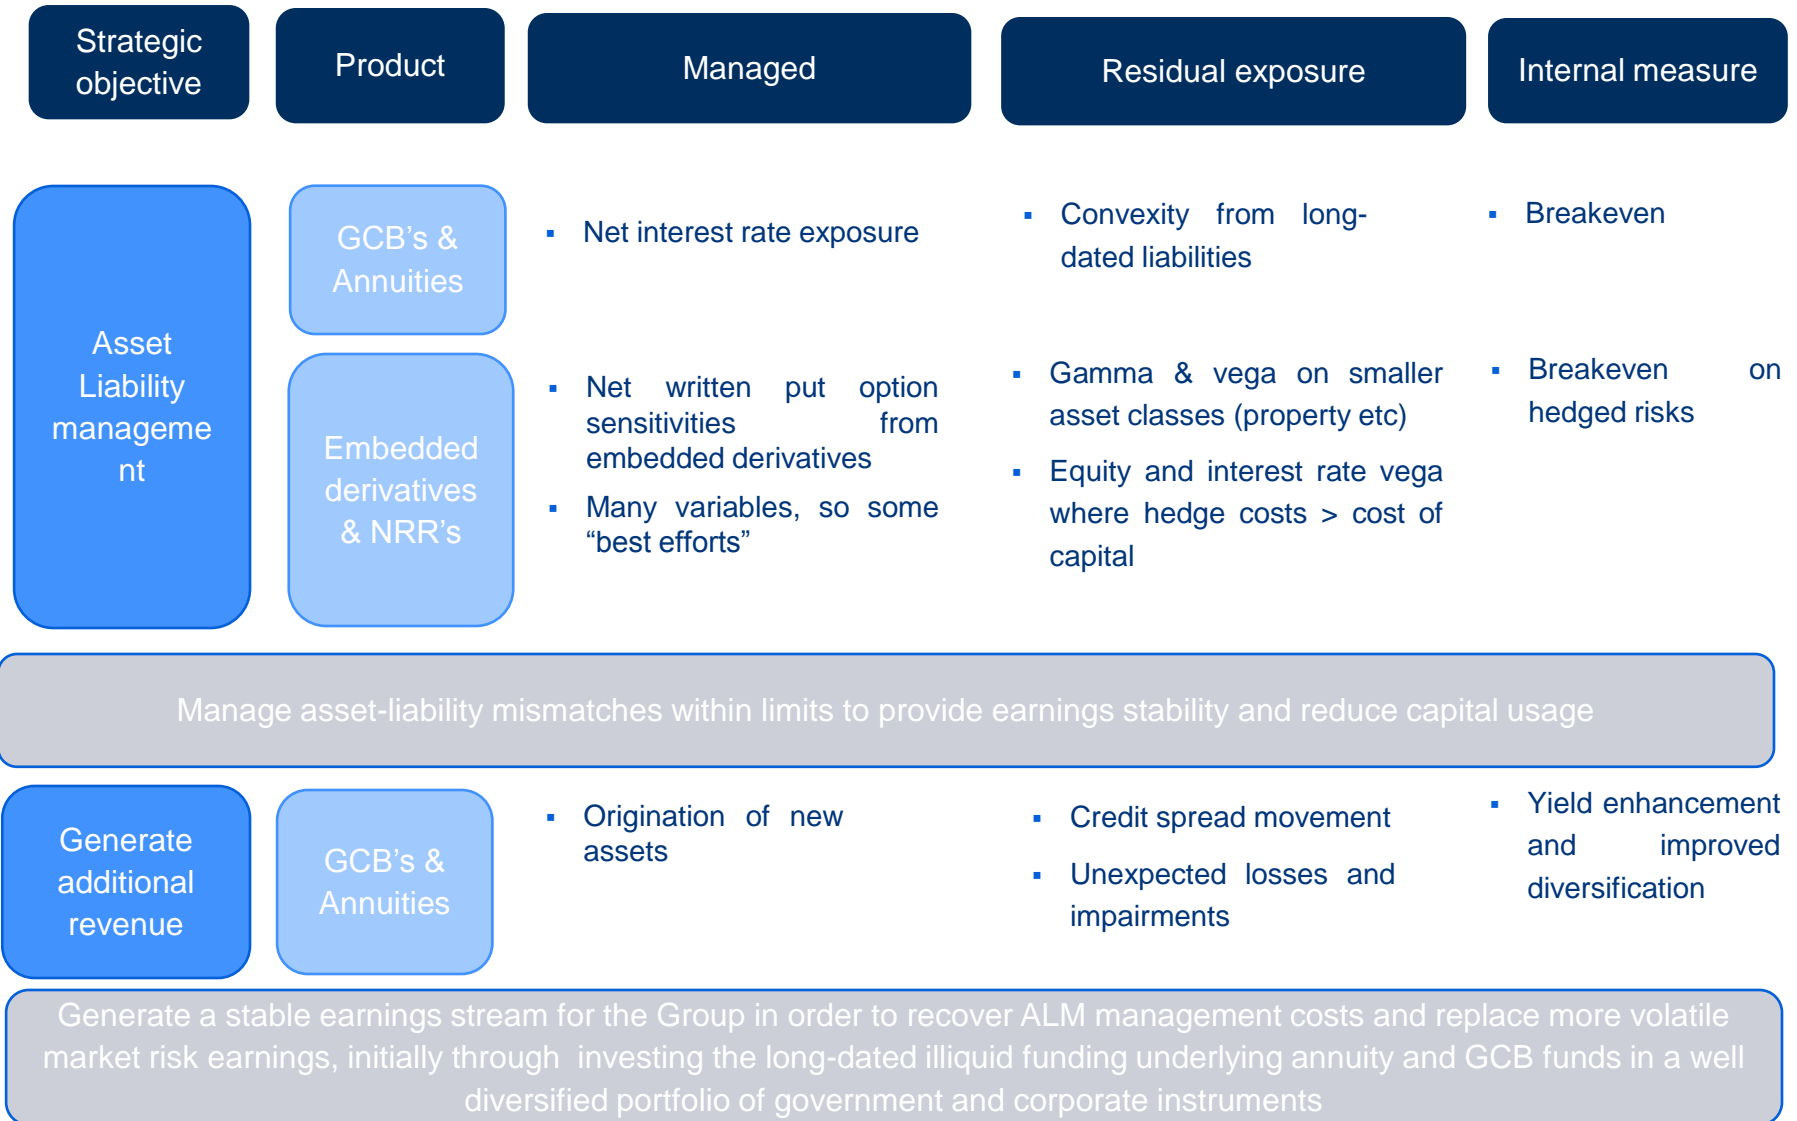 Strategic
objective
Product
Managed
Residual exposure
Internal measure
Asset
Liability
manageme
nt
GCB's &
Annuities
▪ Net interest rate exposure
▪ Convexity from long-
dated liabilities
▪ Breakeven
Embedded
derivatives
& NRR's
▪ Net written put option
sensitivities from
embedded derivatives
▪ Many variables, so some
“best efforts”
▪ Gamma & vega on smaller
asset classes (property etc)
▪ Equity and interest rate vega
where hedge costs > cost of
capital
▪ Breakeven on
hedged risks
Manage asset-liability mismatches within limits to provide earnings stability and reduce capital usage
Generate
additional
revenue
GCB's &
Annuities
▪ Origination of new
assets
▪ Credit spread movement
▪ Unexpected losses and
impairments
▪ Yield enhancement
and improved
diversification
Generate a stable earnings stream for the Group in order to recover ALM management costs and replace more volatile
market risk earnings, initially through investing the long-dated illiquid funding underlying annuity and GCB funds in a well
diversified portfolio of government and corporate instruments